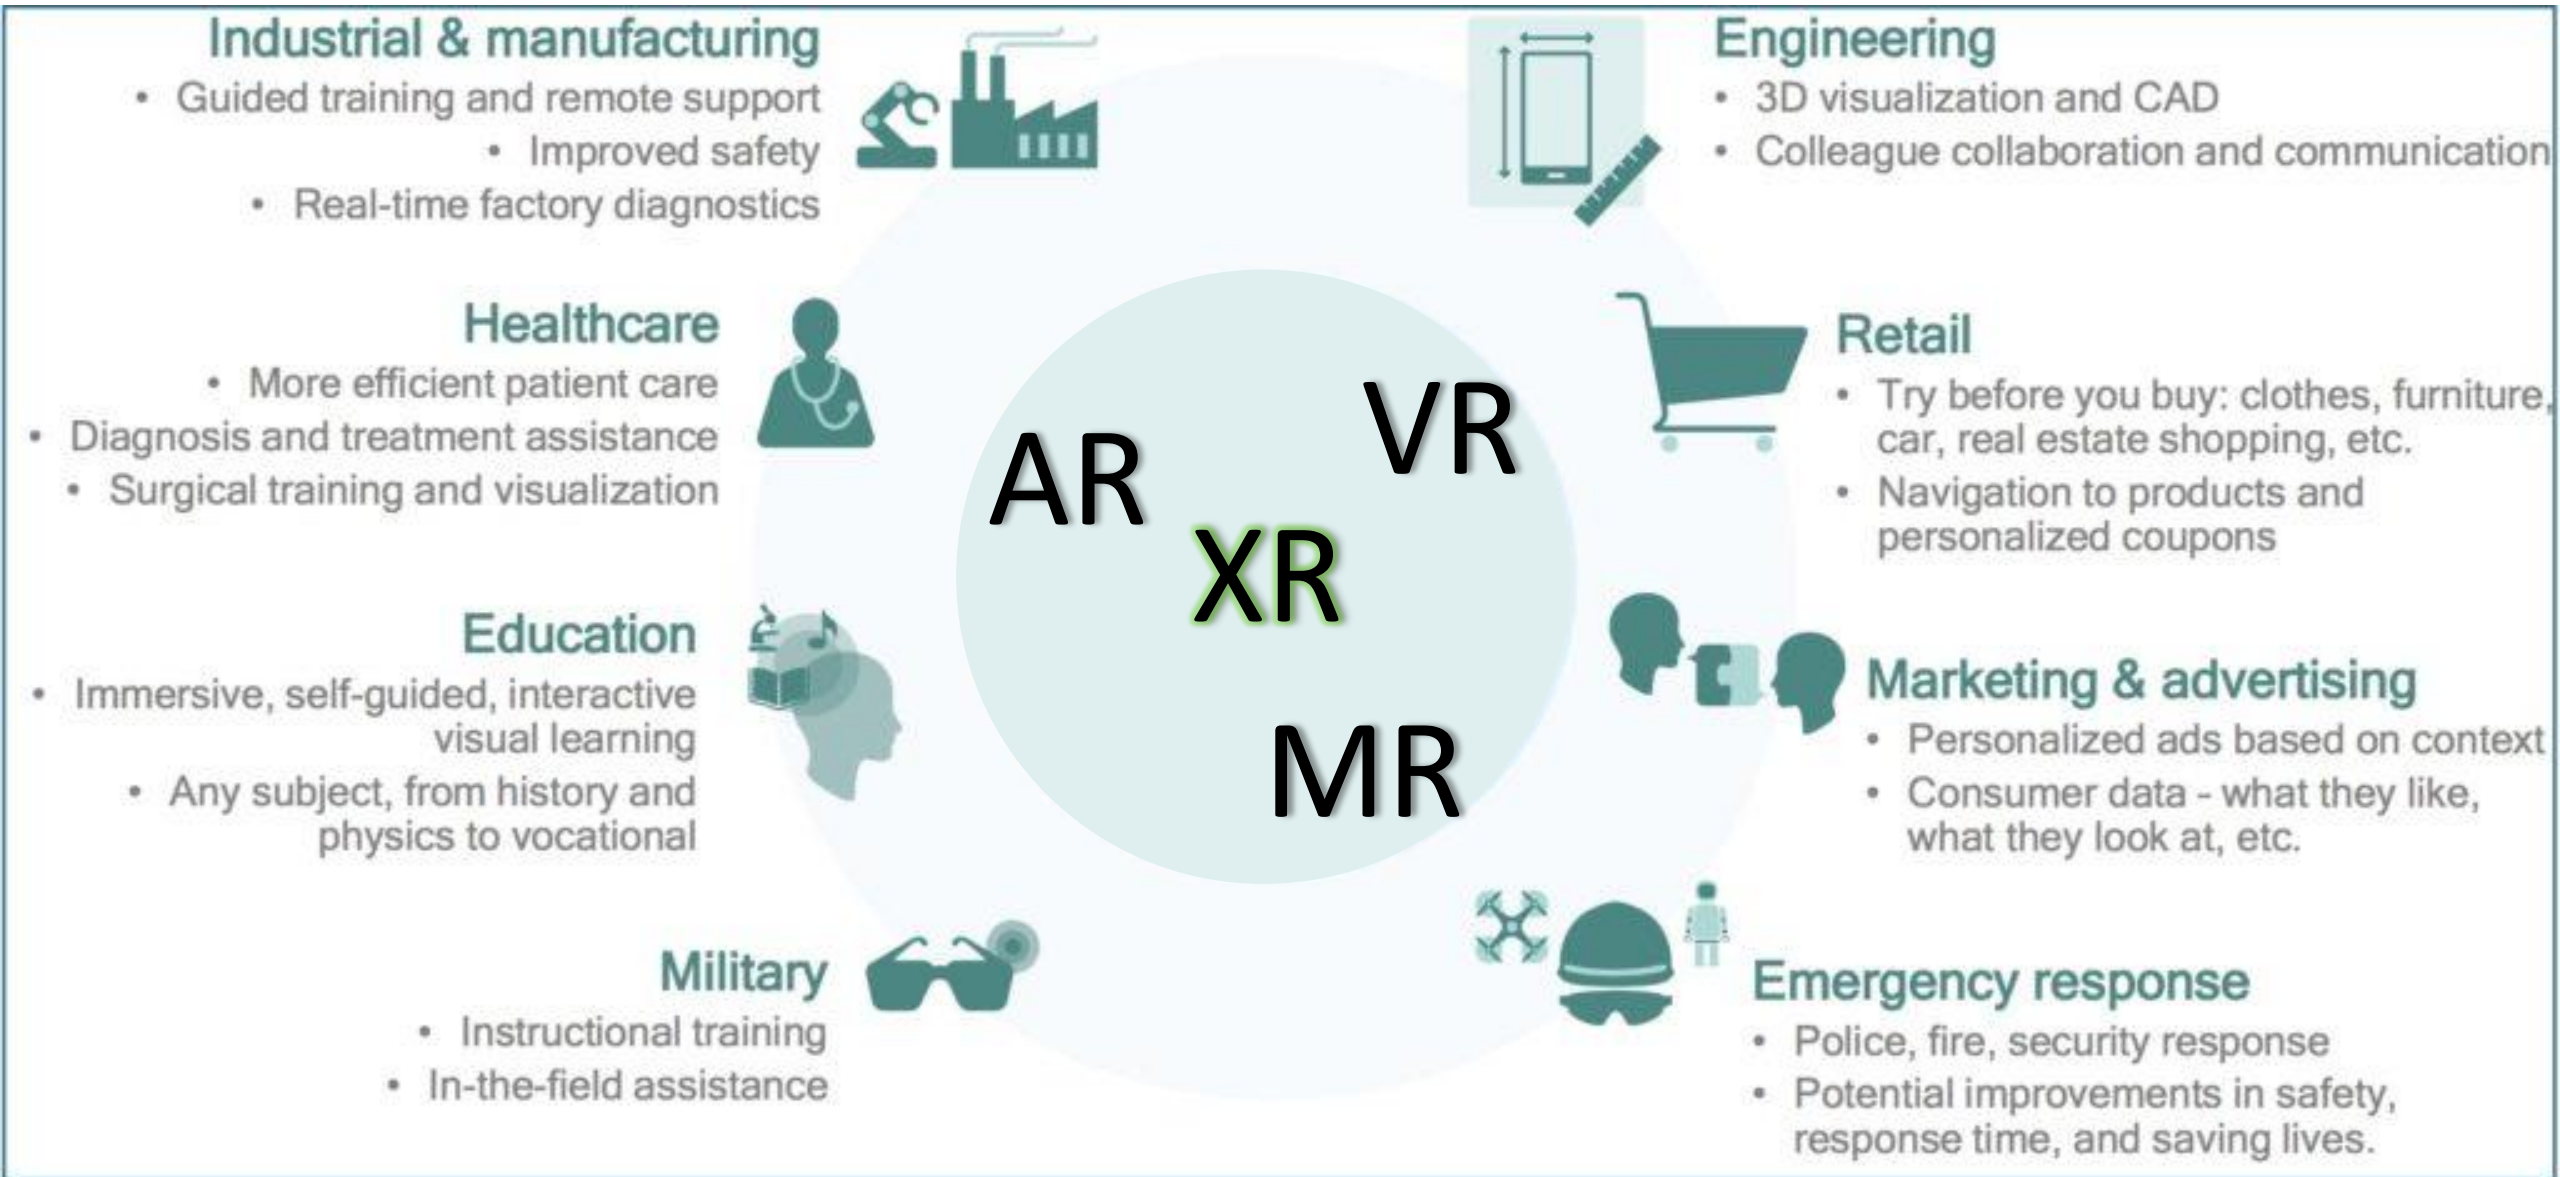 Industrial & manufacturing
• Guided training and remote support
• Improved safety
• Real-time factory diagnostics
Healthcare
• More efficient patient care
• Diagnosis and treatment assistance
• Surgical training and visualization
Education
• Immersive, self-guided, interactive
visual learning
• Any subject, from history and
physics to vocational
Military
• Instructional training
• In-the-field assistance
AR
VR
XR
MR
Engineering
• 3D visualization and CAD
• Colleague collaboration and communication
Retail
• Try before you buy: clothes, furniture,
car, real estate shopping, etc.
• Navigation to products and
personalized coupons
Marketing & advertising
• Personalized ads based on context
• Consumer data - what they like,
what they look at, etc.
Emergency response
• Police, fire, security response
• Potential improvements in safety,
response time, and saving lives.